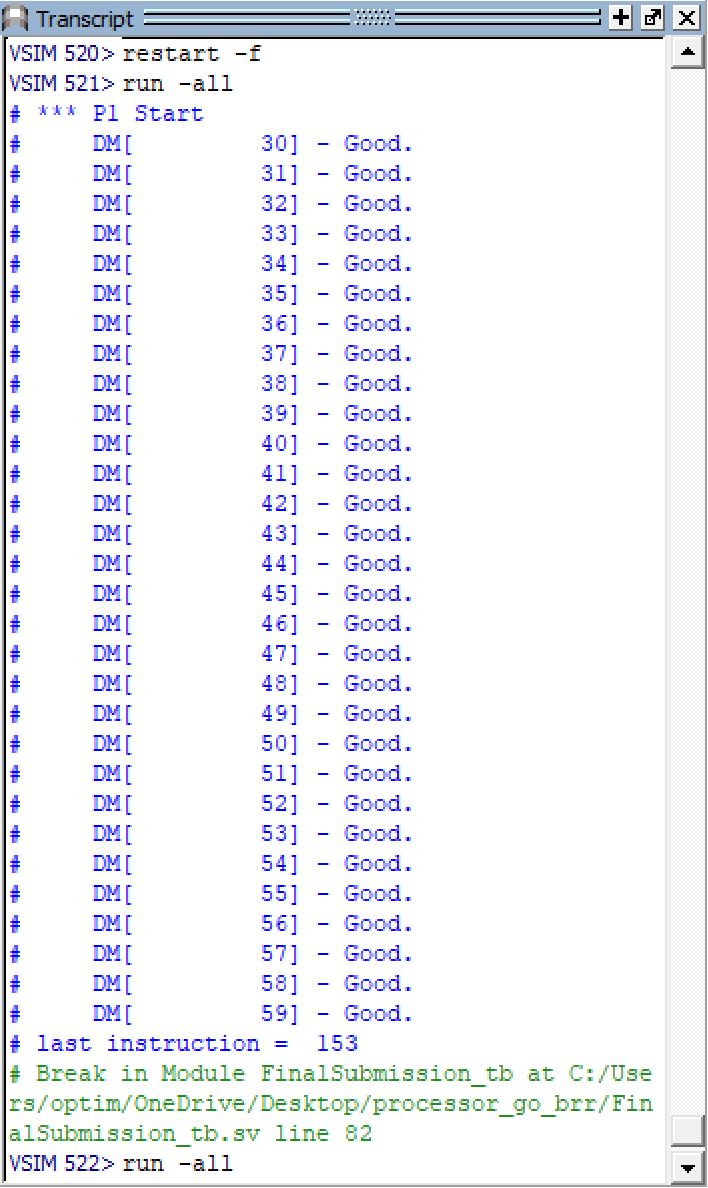 Transcript
VSIM 520> restart -f
VSIM 521> run -all
# *** P1 Start
#     DM[         30] - Good.
#     DM[         31] - Good.
#     DM[         32] - Good.
#     DM[         33] - Good.
#     DM[         34] - Good.
#     DM[         35] - Good.
#     DM[         36] - Good.
#     DM[         37] - Good.
#     DM[         38] - Good.
#     DM[         39] - Good.
#     DM[         40] - Good.
#     DM[         41] - Good.
#     DM[         42] - Good.
#     DM[         43] - Good.
#     DM[         44] - Good.
#     DM[         45] - Good.
#     DM[         46] - Good.
#     DM[         47] - Good.
#     DM[         48] - Good.
#     DM[         49] - Good.
#     DM[         50] - Good.
#     DM[         51] - Good.
#     DM[         52] - Good.
#     DM[         53] - Good.
#     DM[         54] - Good.
#     DM[         55] - Good.
#     DM[         56] - Good.
#     DM[         57] - Good.
#     DM[         58] - Good.
#     DM[         59] - Good.
# last instruction =  153
# Break in Module FinalSubmission_tb at C:/Use
rs/optim/OneDrive/Desktop/processor_go_brr/Fin
alSubmission_tb.sv line 82
VSIM 522> run -all